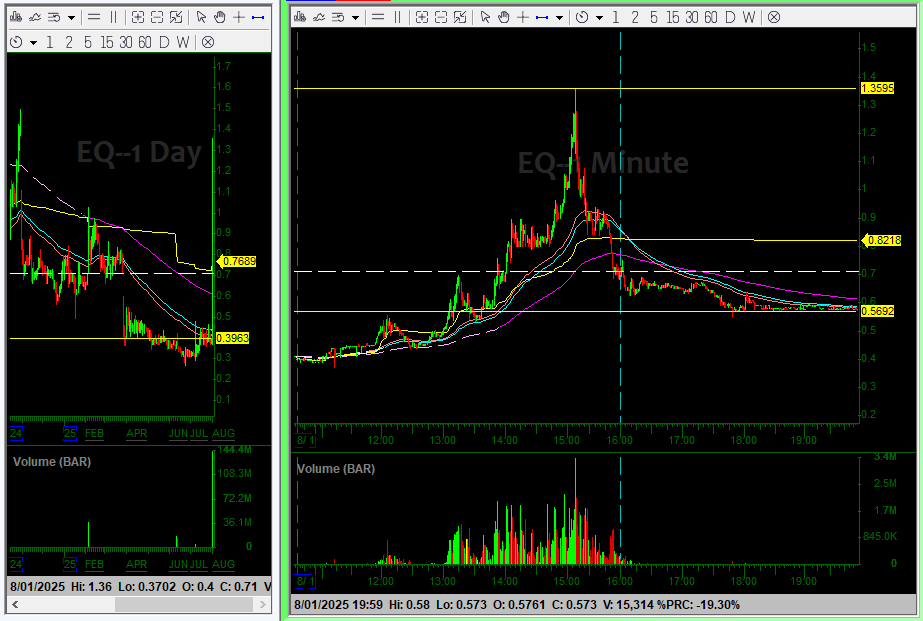 1 2 5 15 30 60 D W
1 2 5 15 30 60 D W
EQ--1 Day
1.7
1.6
1.5
1.4
1.3
1.2
1.1
1
0.9
0.7689
0.7
0.6
0.5
0.3963
0.3
0.2
0.1
24 25 FEB APR JUN JUL AUG
Volume (BAR)
144.4M
108.3M
72.2M
36.1M
0
24 25 FEB APR JUN JUL AUG
8/01/2025 Hi: 1.36 Lo: 0.3702 O: 0.4 C: 0.71 V
EQ--1 Minute
1.5
1.4
1.3595
1.3
1.2
1.1
1
0.9
0.8218
0.7
0.6
0.5692
0.5
0.4
0.3
0.2
8/1 12:00 13:00 14:00 15:00 16:00 17:00 18:00 19:00
Volume (BAR)
3.4M
2.5M
1.7M
845.0K
0
8/1 12:00 13:00 14:00 15:00 16:00 17:00 18:00 19:00
8/01/2025 19:59 Hi: 0.58 Lo: 0.573 O: 0.5761 C: 0.573 V: 15,314 %PRC: -19.30%